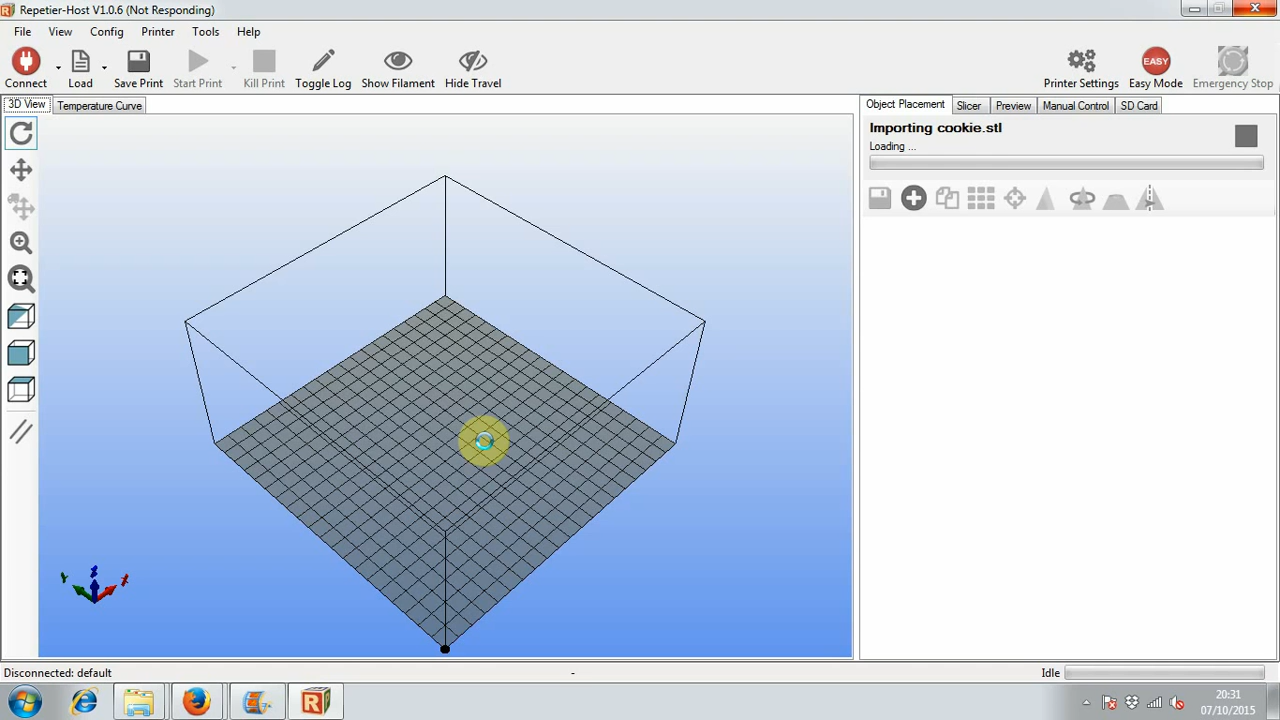 Repetier-Host V1.0.6 (Not Responding)
File View Config Printer Tools Help
Connect Load Save Print Start Print Kill Print Toggle Log Show Filament Hide Travel EASY Printer Settings Easy Mode Emergency Stop
3D View Temperature Curve Object Placement Slicer Preview Manual Control SD Card
Importing cookie.stl
Loading ...
Y Z X
Disconnected: default - Idle
20:31
07/10/2015